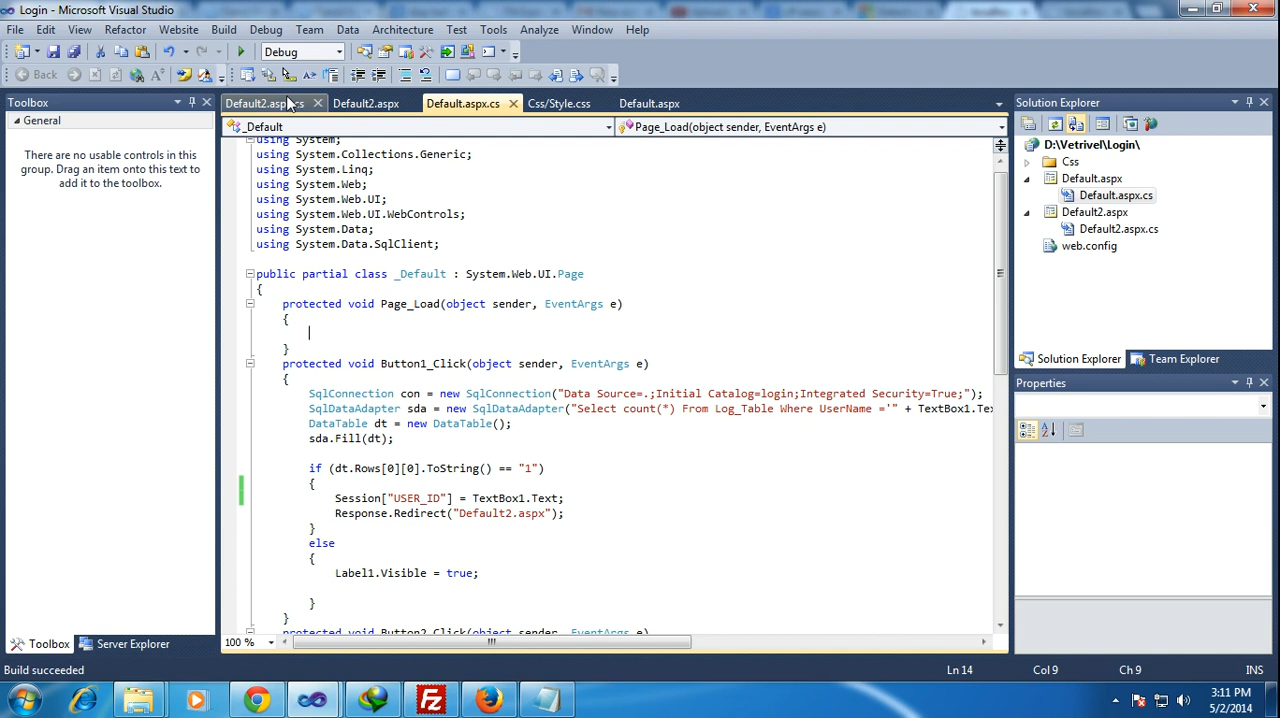 Login - Microsoft Visual Studio
File Edit View Refactor Website Build Debug Team Data Architecture Test Tools Analyze Window Help
Debug
Back
Toolbox
General
There are no usable controls in this
group. Drag an item onto this text to
add it to the toolbox.
Toolbox Server Explorer
Default2.aspx.cs Default2.aspx Default.aspx.cs Css/Style.css Default.aspx
_Default Page_Load(object sender, EventArgs e)
using System;
using System.Collections.Generic;
using System.Linq;
using System.Web;
using System.Web.UI;
using System.Web.UI.WebControls;
using System.Data;
using System.Data.SqlClient;
public partial class _Default : System.Web.UI.Page
{
protected void Page_Load(object sender, EventArgs e)
{
}
protected void Button1_Click(object sender, EventArgs e)
{
SqlConnection con = new SqlConnection("Data Source=.;Initial Catalog=login;Integrated Security=True;");
SqlDataAdapter sda = new SqlDataAdapter("Select count(*) From Log_Table Where UserName ='" + TextBox1.Tex
DataTable dt = new DataTable();
sda.Fill(dt);
if (dt.Rows[0][0].ToString() == "1")
{
Session["USER_ID"] = TextBox1.Text;
Response.Redirect("Default2.aspx");
}
else
{
Label1.Visible = true;
}
}
protected void Button2_Click(object sender, EventArgs e)
100 %
Solution Explorer
D:\Vetrivel\Login\
Css
Default.aspx
Default.aspx.cs
Default2.aspx
Default2.aspx.cs
web.config
Solution Explorer Team Explorer
Properties
Build succeeded Ln 14 Col 9 Ch 9 INS
3:11 PM
5/2/2014